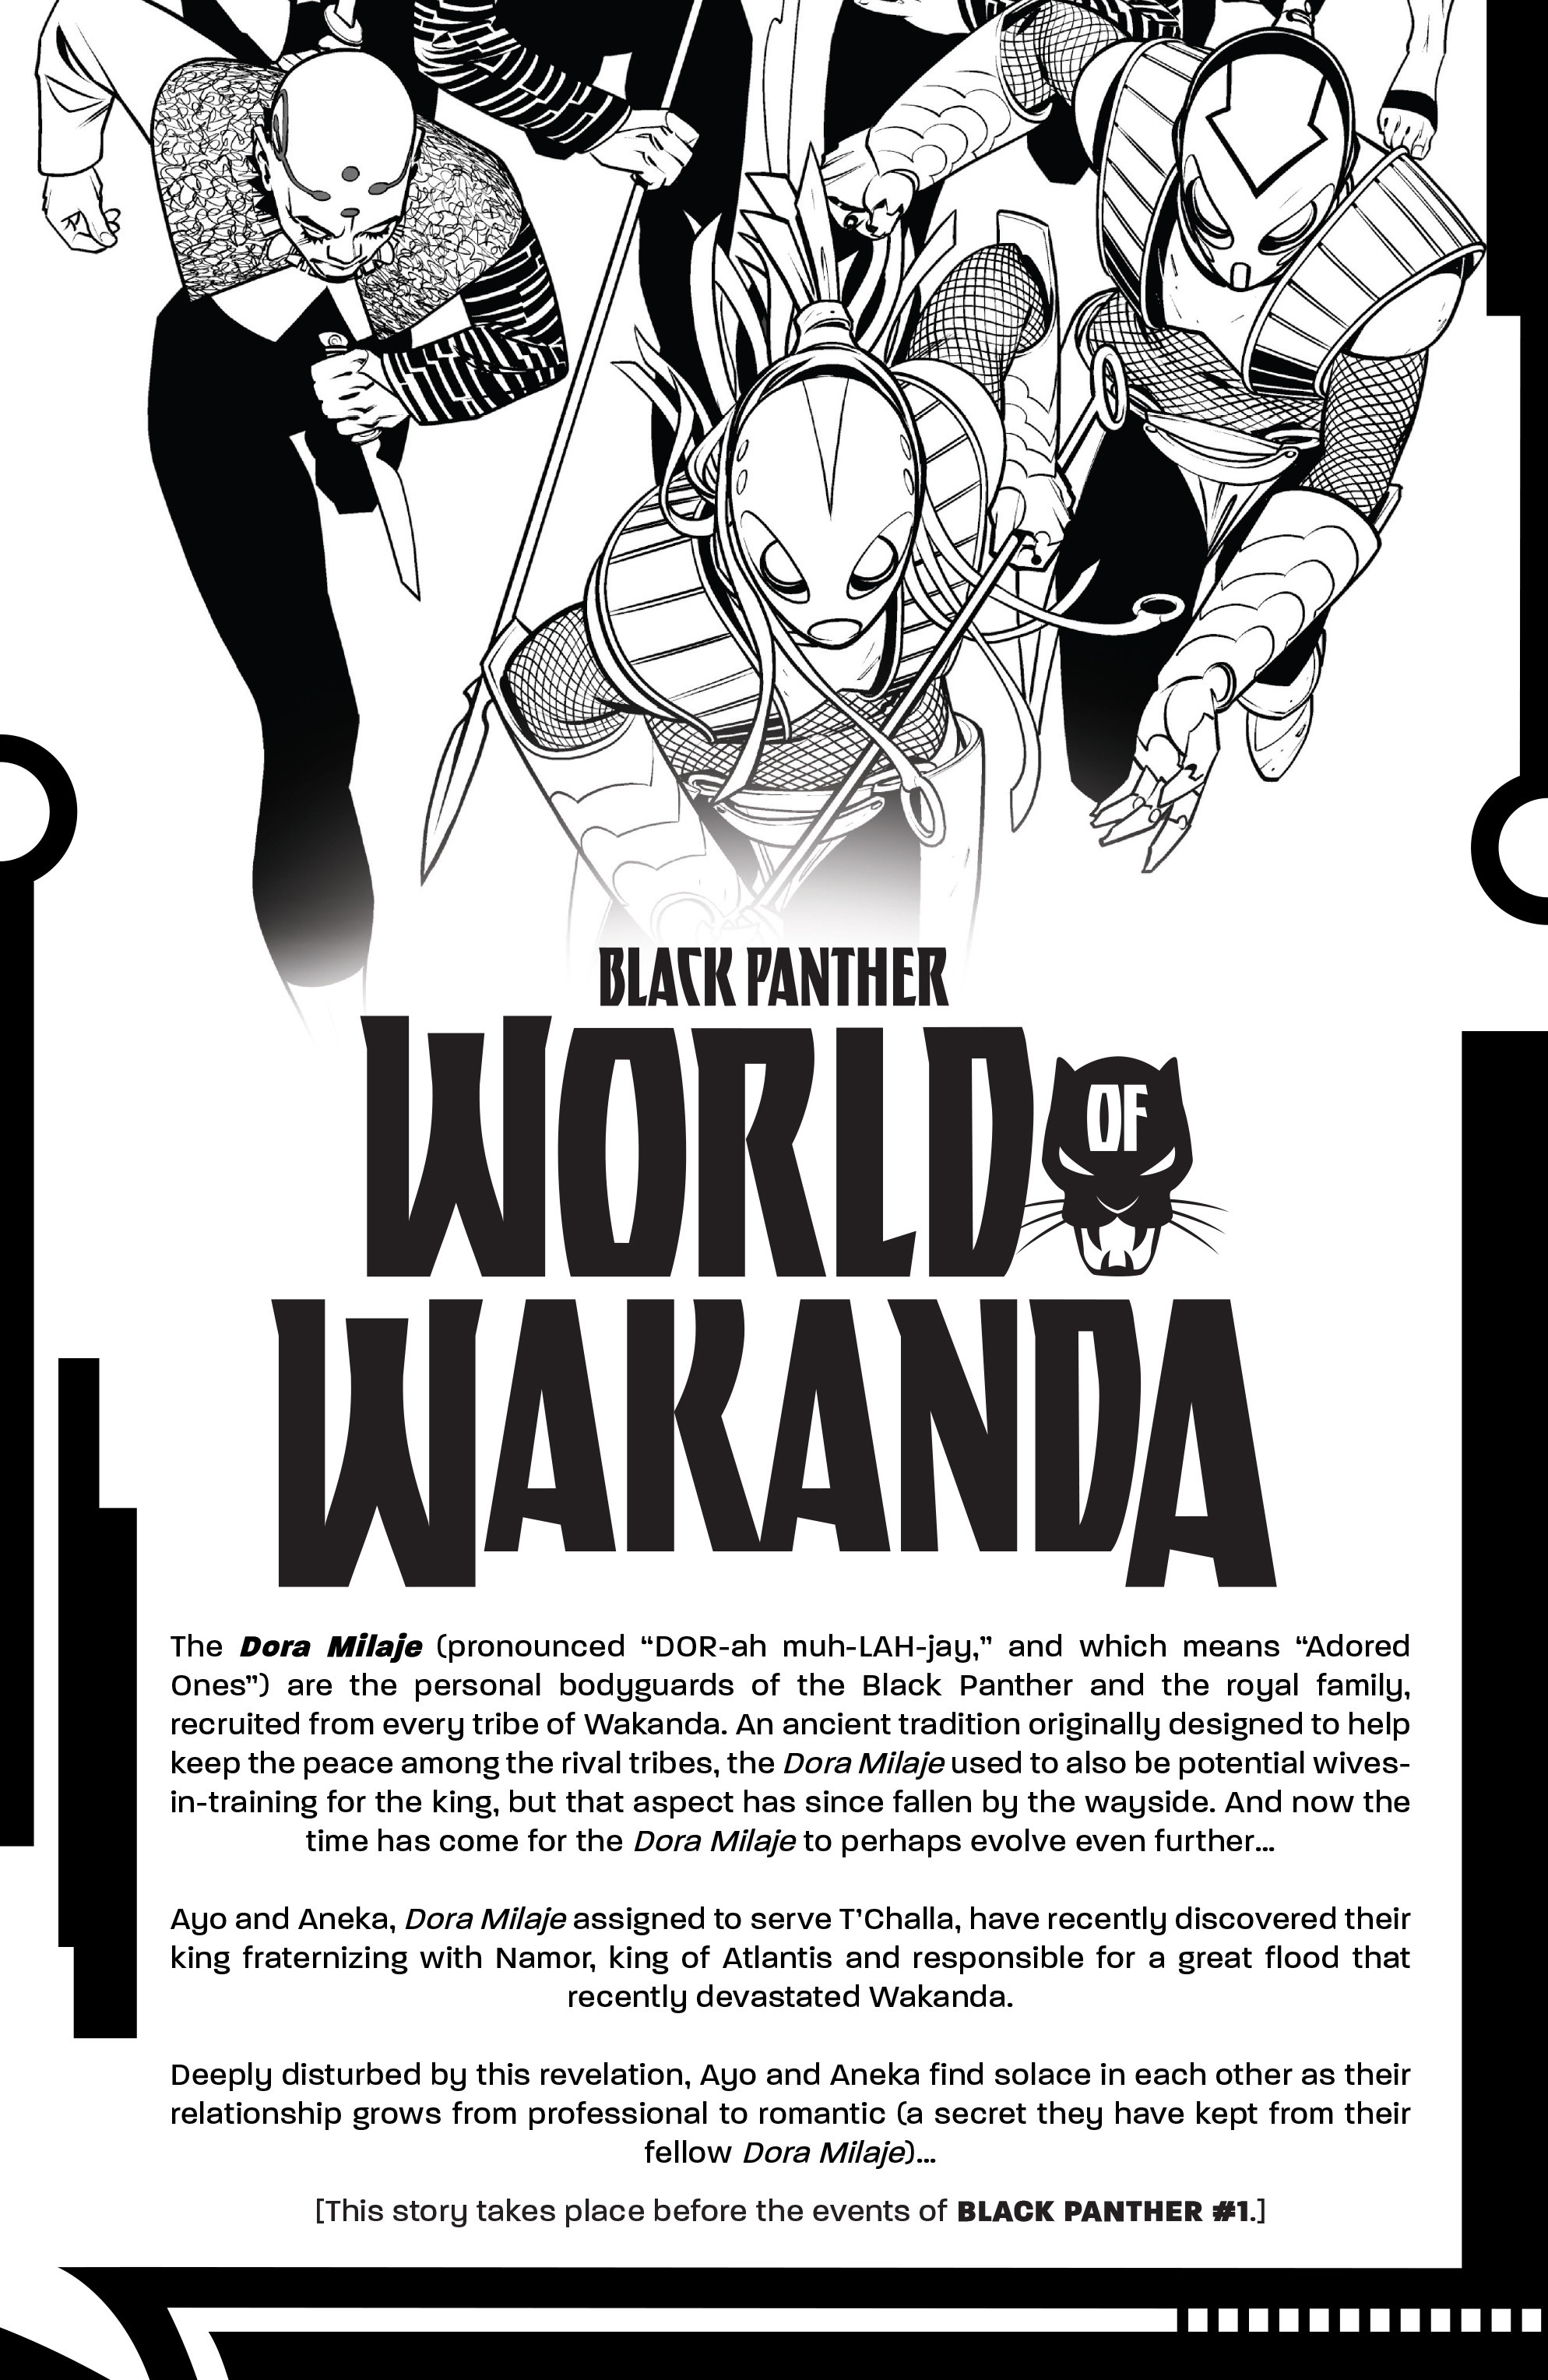 BLACK PANTHER
WORLD OF
WAKANDA
The Dora Milaje (pronounced “DOR-ah muh-LAH-jay,” and which means “Adored
Ones”) are the personal bodyguards of the Black Panther and the royal family,
recruited from every tribe of Wakanda. An ancient tradition originally designed to help
keep the peace among the rival tribes, the Dora Milaje used to also be potential wives-
in-training for the king, but that aspect has since fallen by the wayside. And now the
time has come for the Dora Milaje to perhaps evolve even further...
Ayo and Aneka, Dora Milaje assigned to serve T’Challa, have recently discovered their
king fraternizing with Namor, king of Atlantis and responsible for a great flood that
recently devastated Wakanda.
Deeply disturbed by this revelation, Ayo and Aneka find solace in each other as their
relationship grows from professional to romantic (a secret they have kept from their
fellow Dora Milaje)...
[This story takes place before the events of BLACK PANTHER #1.]